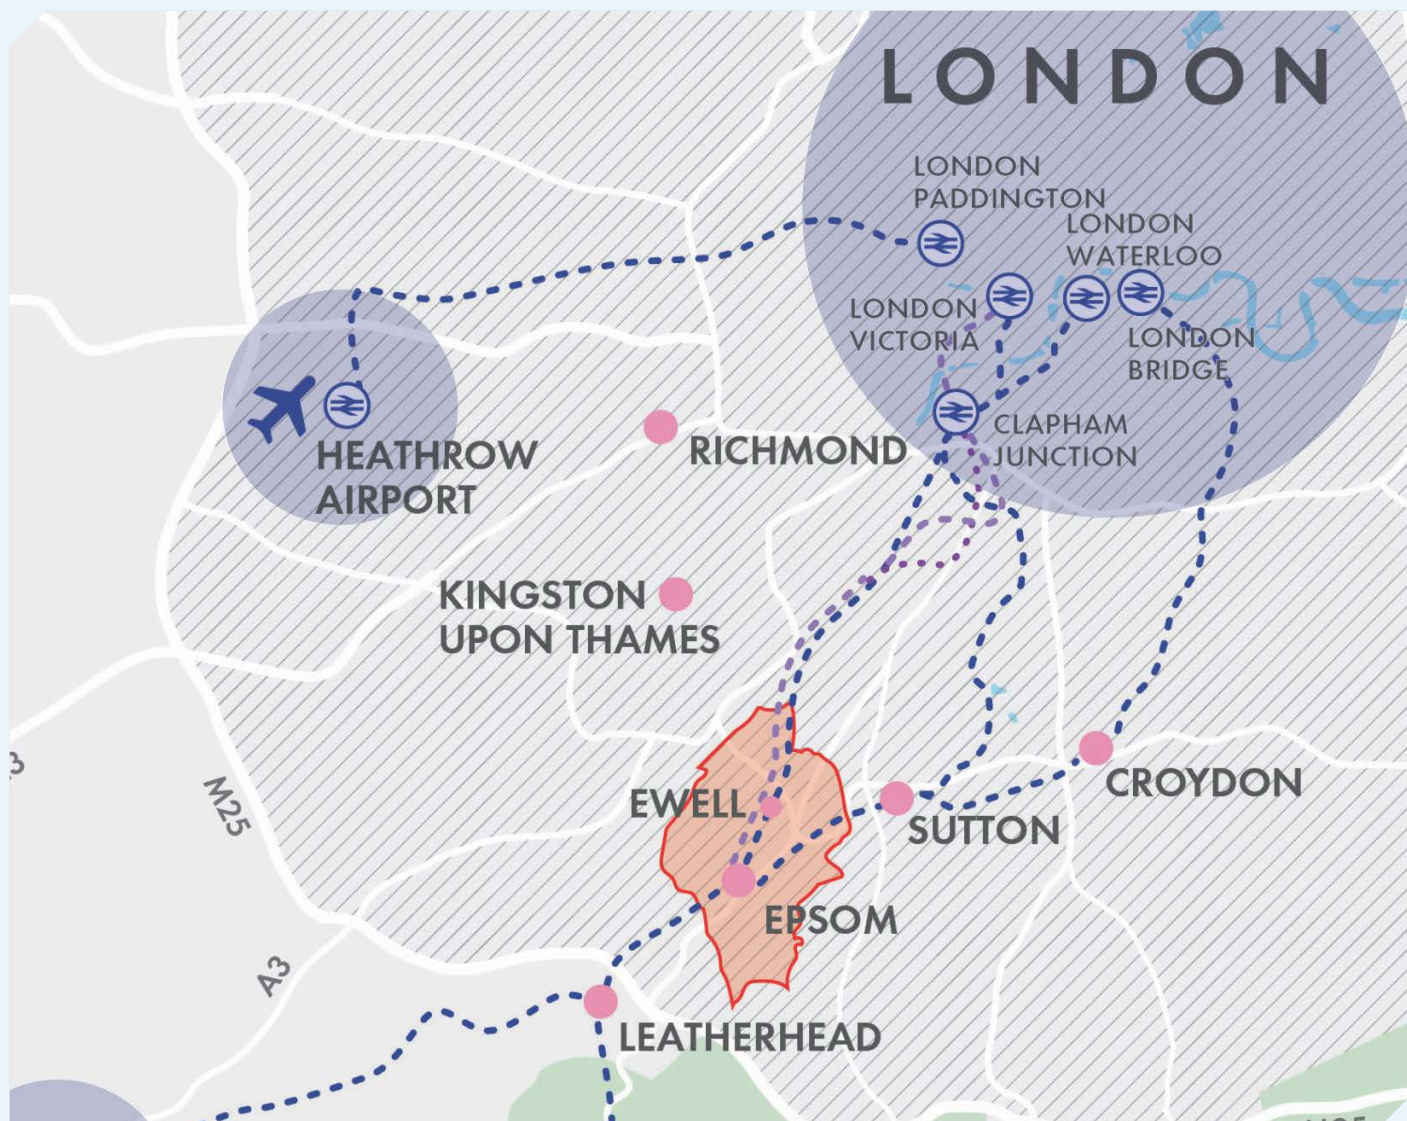 LONDON
LONDON
PADDINGTON
LONDON
WATERLOO
LONDON
VICTORIA
LONDON
BRIDGE
CLAPHAM
JUNCTION
HEATHROW
AIRPORT
RICHMOND
KINGSTON
UPON THAMES
CROYDON
M25
EWELL
SUTTON
EPSOM
A3
LEATHERHEAD